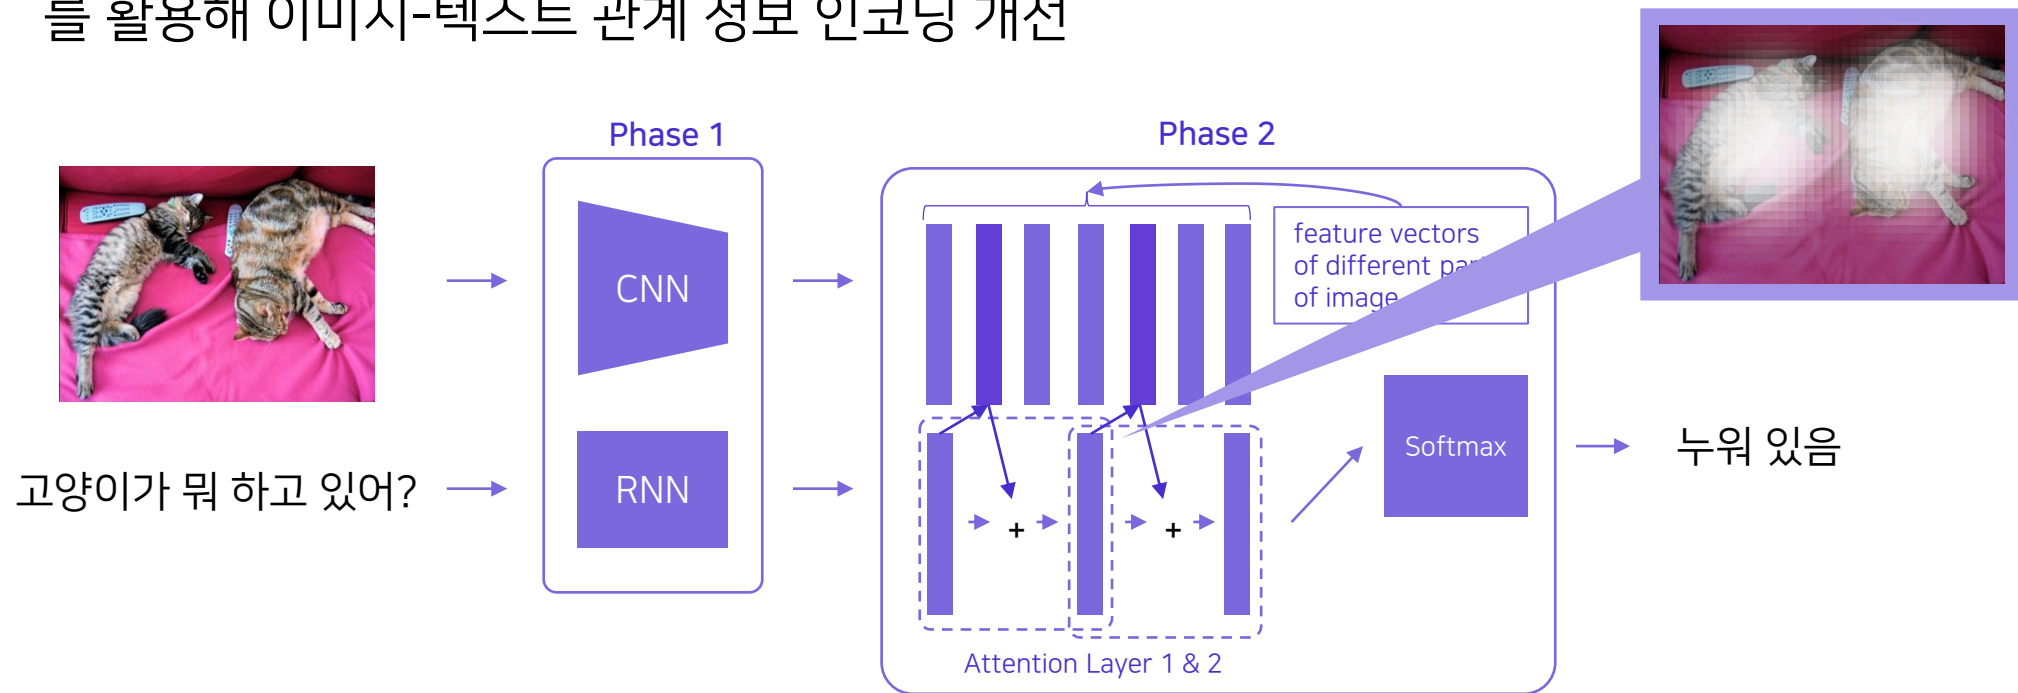 를 활용해 이미지-텍스트 관계 정보 인코딩 개선
Phase 1
Phase 2
feature vectors
of different
of image
CNN
RNN
고양이가 뭐 하고 있어?
+
+
Softmax
누워 있음
Attention Layer 1 & 2